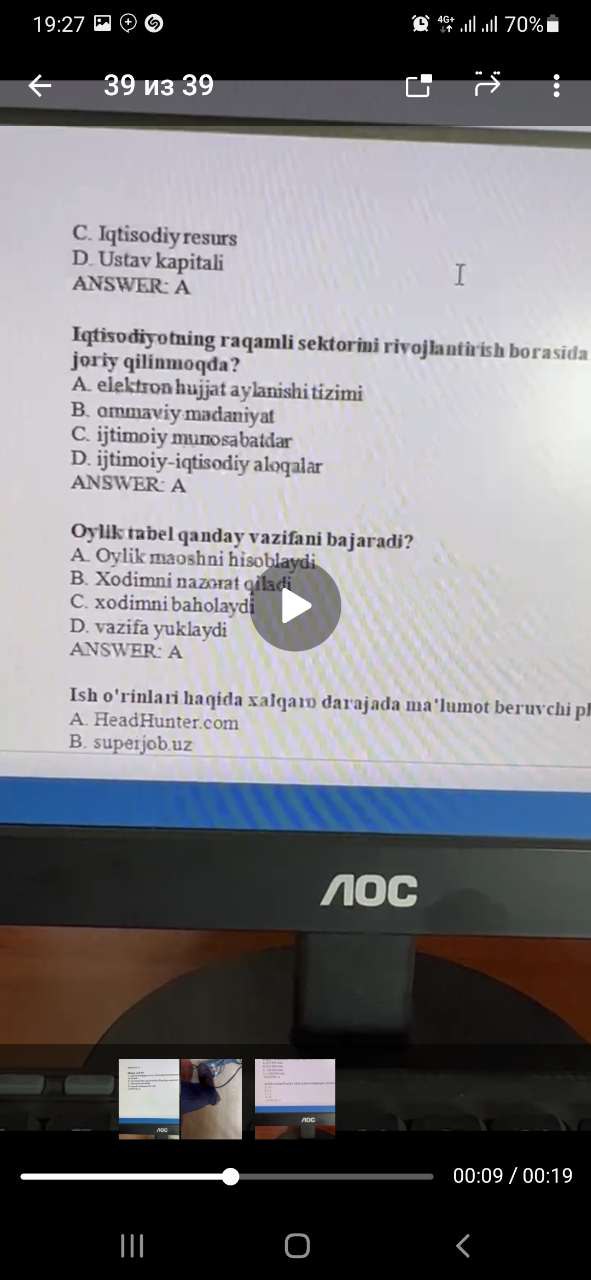 19:27 4G+ 70%
39 из 39
C. Iqtisodiy resurs
D. Ustav kapitali
ANSWER: A
Iqtisodiyotning raqamli sektorini rivojlantirish borasida
joriy qilinmoqda?
A. elektron hujjat aylanishi tizimi
B. ommaviy madaniyat
C. ijtimoiy munosabatdar
D. ijtimoiy-iqtisodiy aloqalar
ANSWER: A
Oylik tabel qanday vazifani bajaradi?
A. Oylik maoshni hisoblaydi
B. Xodimni nazorat qiladi
C. xodimni baholaydi
D. vazifa yuklaydi
ANSWER: A
Ish o'rinlari haqida xalqaro darajada ma'lumot beruvchi pl
A. HeadHunter.com
B. superjob.uz
AOC
00:09 / 00:19